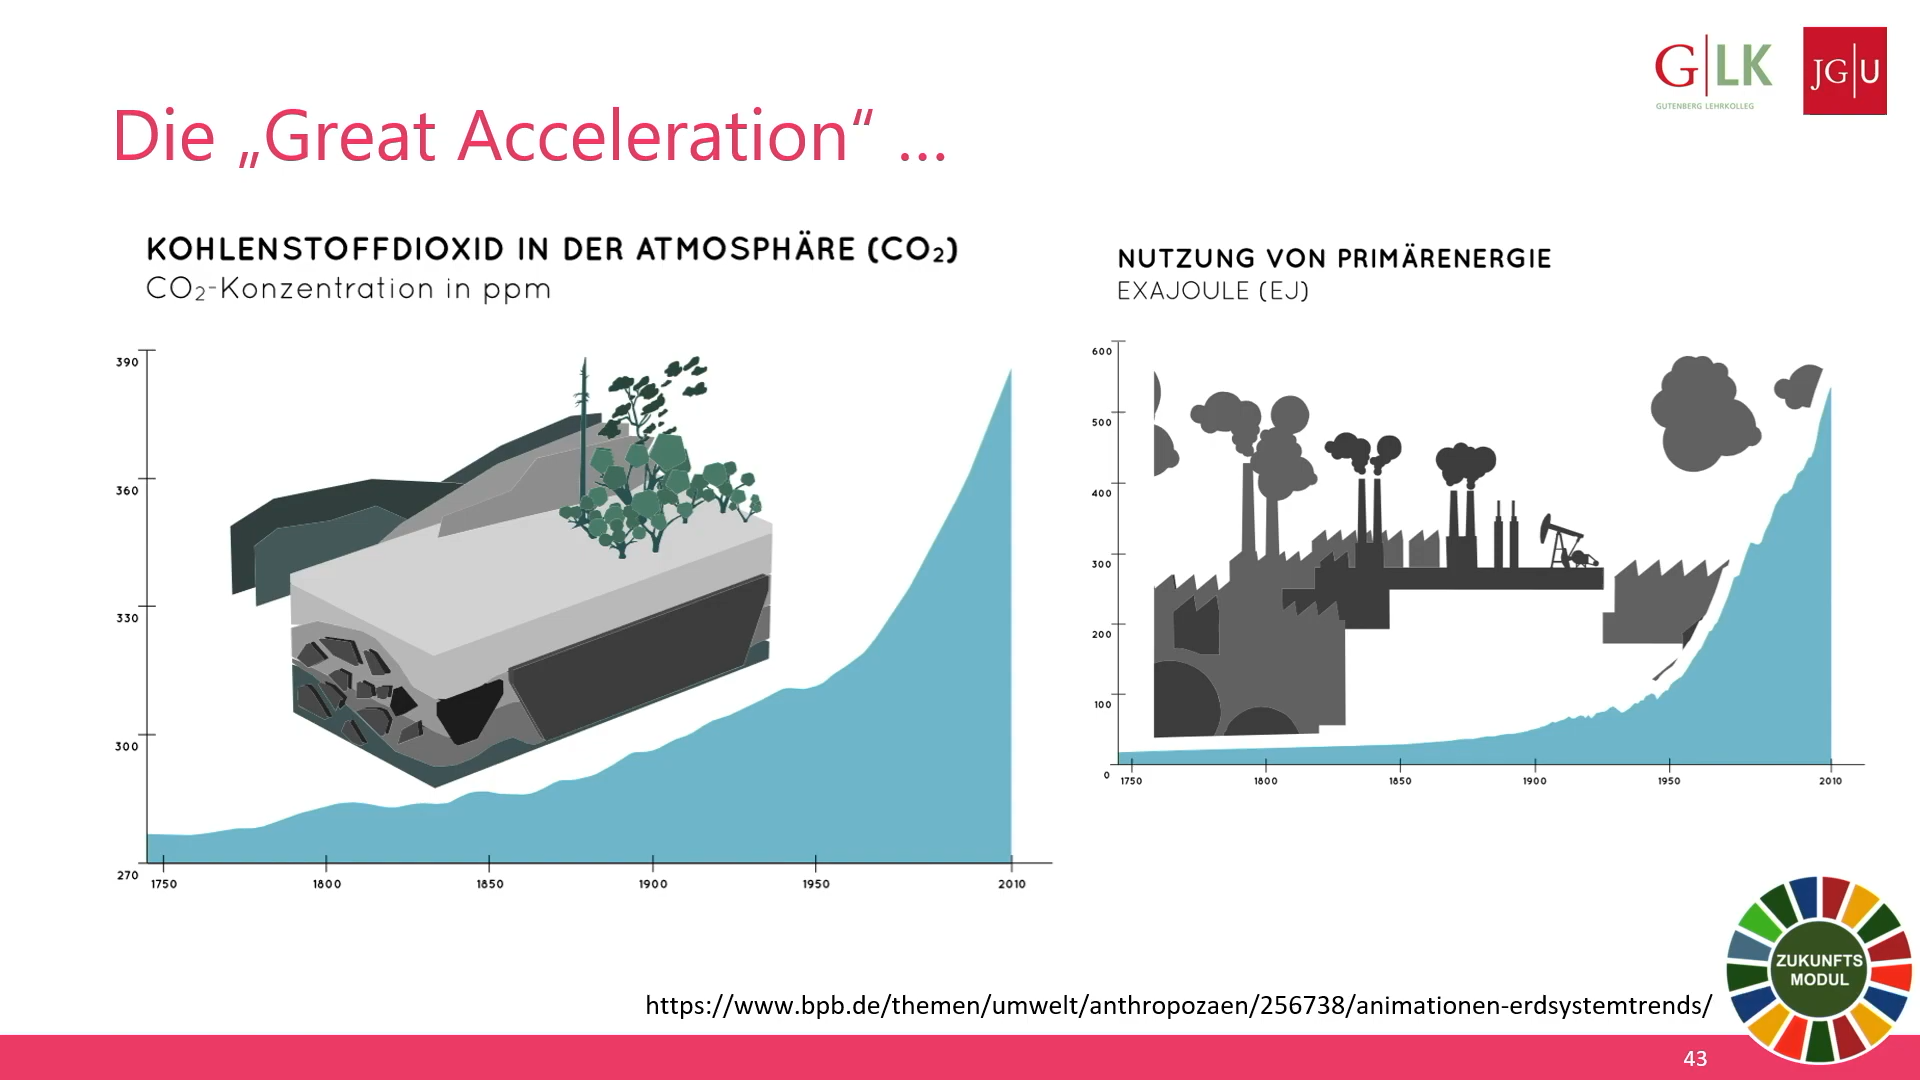 G|LK
GUTENBERG LEHRKOLLEG
JG|U
Die „Great Acceleration“ ...
KOHLENSTOFFDIOXID IN DER ATMOSPHÄRE (CO₂)
CO₂-Konzentration in ppm
390
360
330
300
270
1750 1800 1850 1900 1950 2010
NUTZUNG VON PRIMÄRENERGIE
EXAJOULE (EJ)
600
500
400
300
200
100
0
1750 1800 1850 1900 1950 2010
ZUKUNFTS
MODUL
https://www.bpb.de/themen/umwelt/anthropozaen/256738/animationen-erdsystemtrends/
43